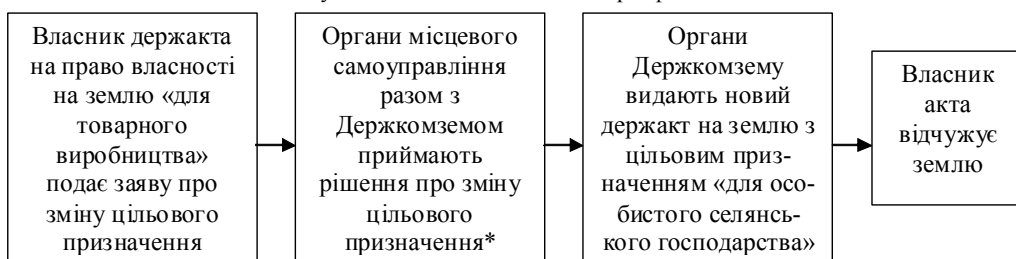 Власник держакта
на право власності
на землю «для
товарного
виробництва»
подає заяву про
зміну цільового
призначення
Органи місцевого
самоуправління
разом з
Держкомземом
приймають
рішення про зміну
цільового
призначення*
Органи
Держкомзему
видають новий
держакт на землю з
цільовим приз-
наченням «для осо-
бистого селянсь-
кого господарства»
Власник
акта
відчужує
землю